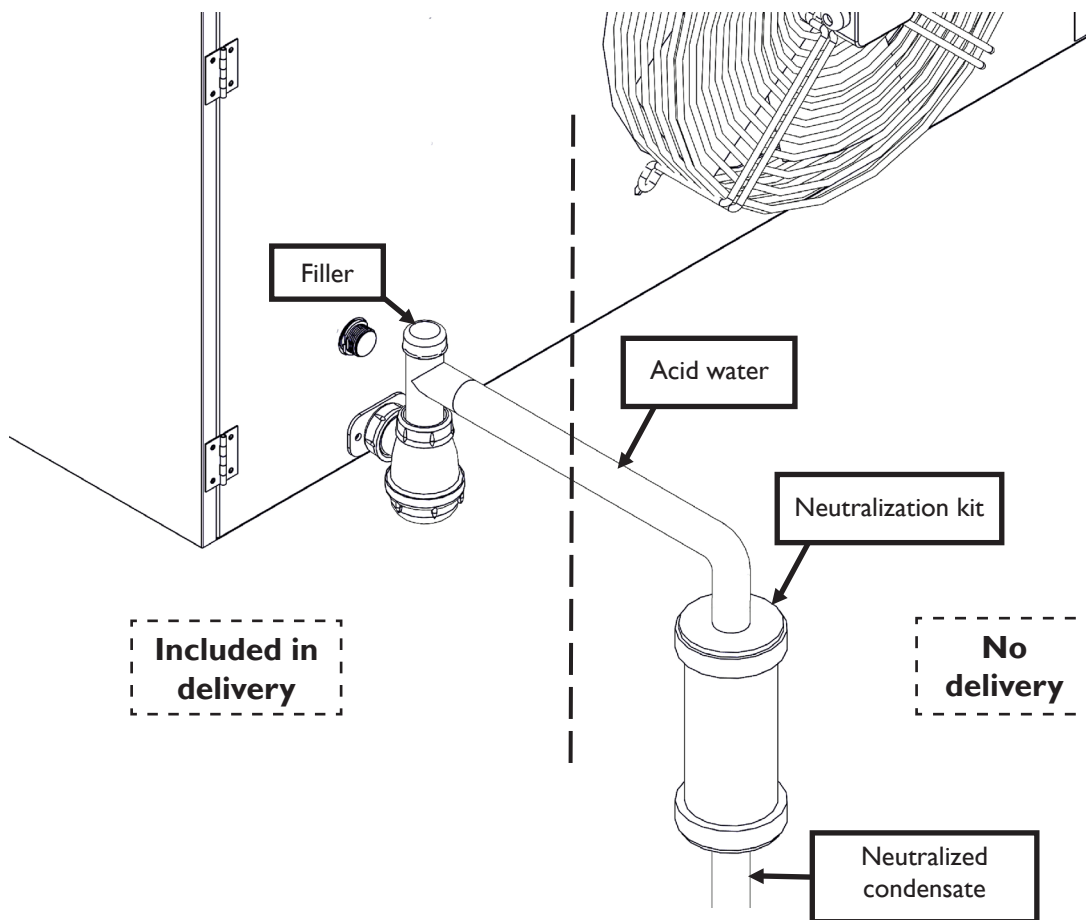 Filler
Acid water
Neutralization kit
Included in
delivery
No
delivery
Neutralized
condensate